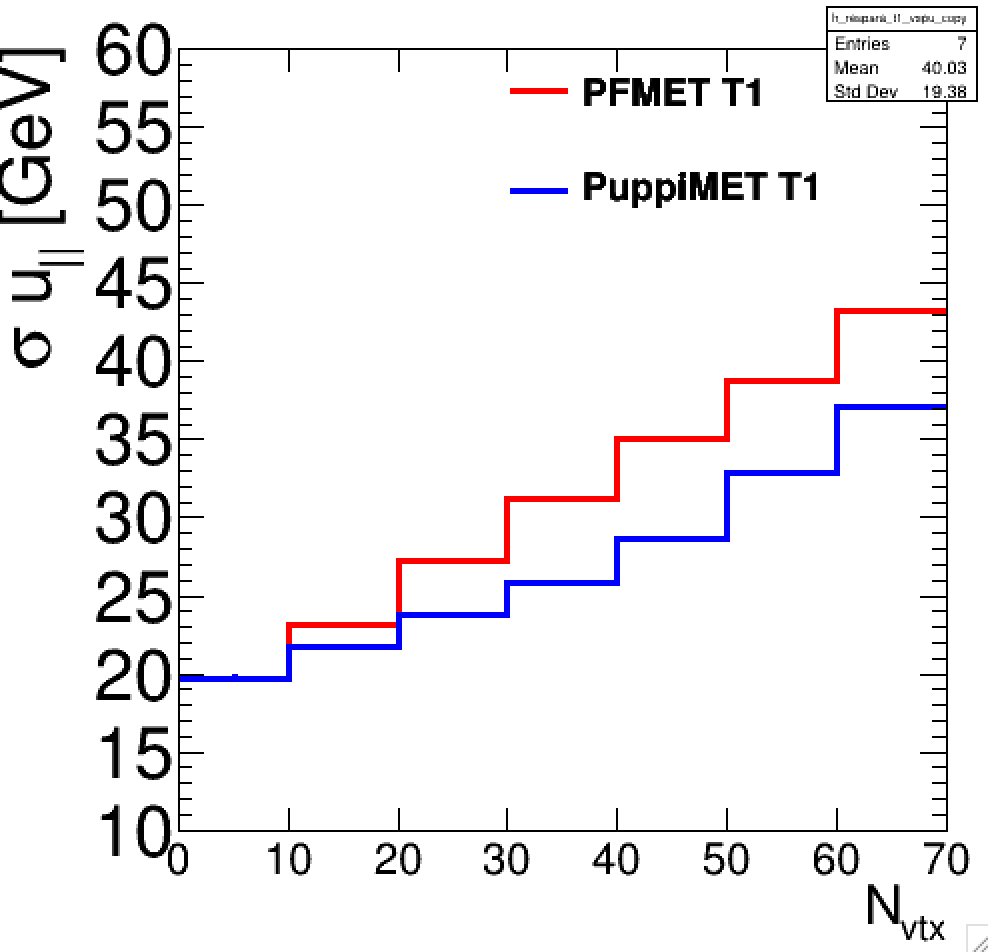 h_respara_t1_vspu_copy
Entries 7
Mean 40.03
Std Dev 19.38
PFMET T1
PuppiMET T1
σ u|| [GeV]
60
55
50
45
40
35
30
25
20
15
10
0 10 20 30 40 50 60 70
Nvtx